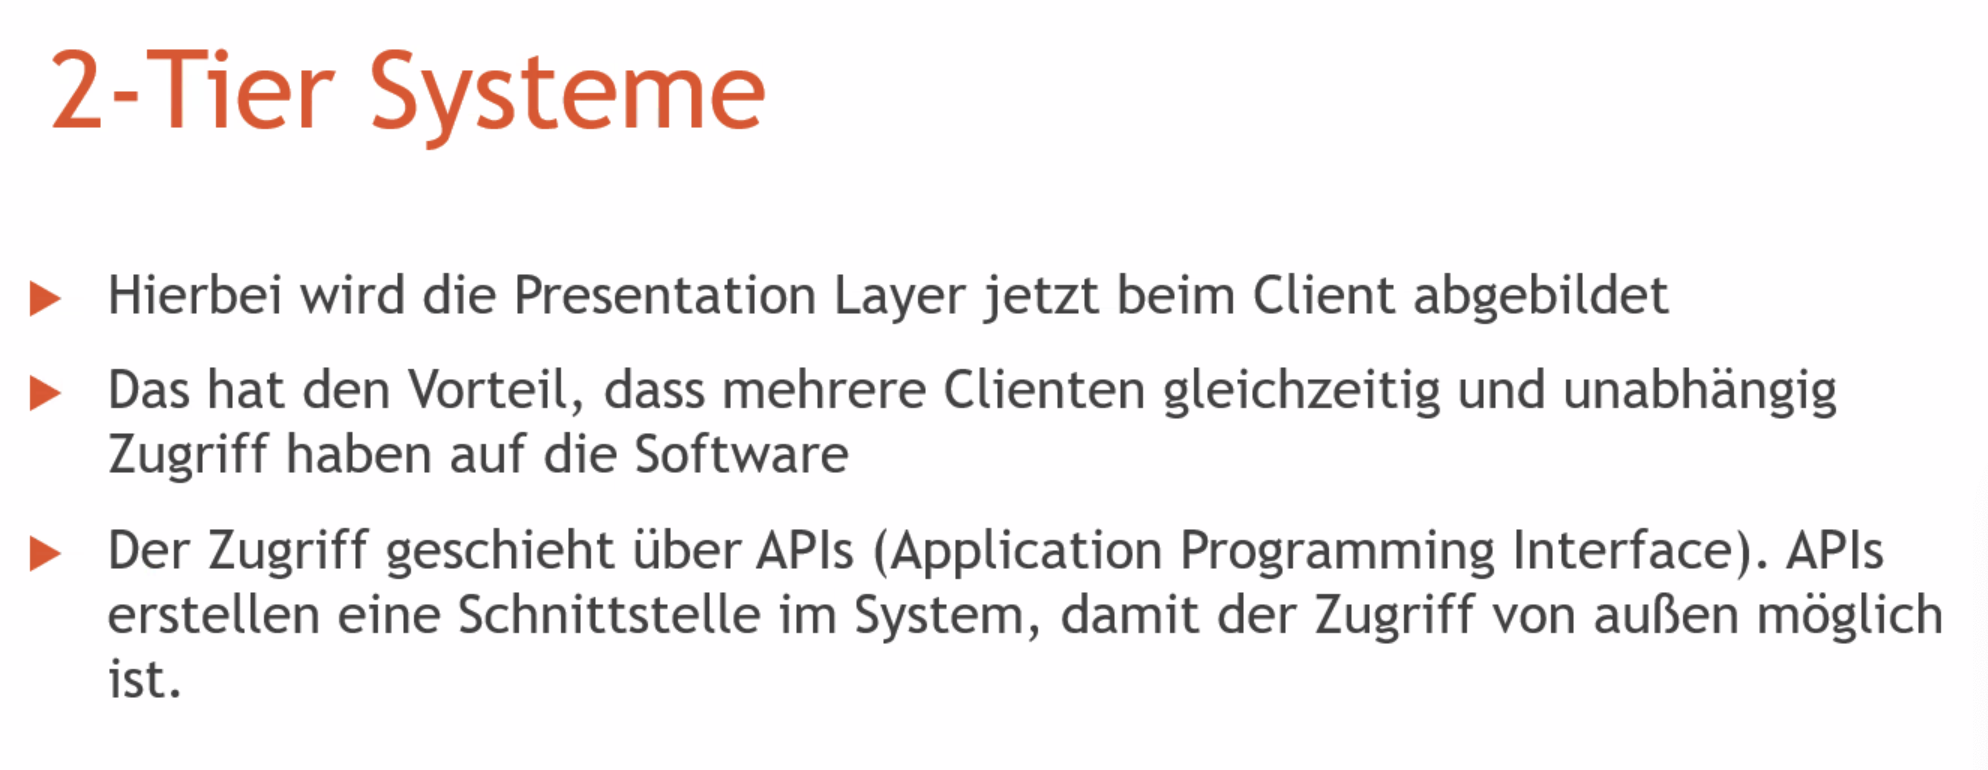 2-Tier Systeme
Hierbei wird die Presentation Layer jetzt beim Client abgebildet
Das hat den Vorteil, dass mehrere Clienten gleichzeitig und unabhängig
Zugriff haben auf die Software
Der Zugriff geschieht über APIs (Application Programming Interface). APIs
erstellen eine Schnittstelle im System, damit der Zugriff von außen möglich
ist.